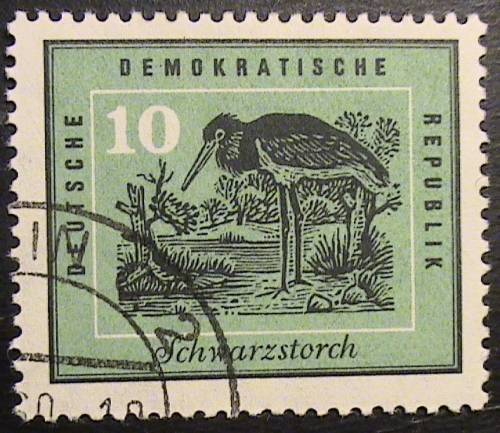 DEUTSCHE
DEMOKRATISCHE
REPUBLIK
10
Schwarzstorch